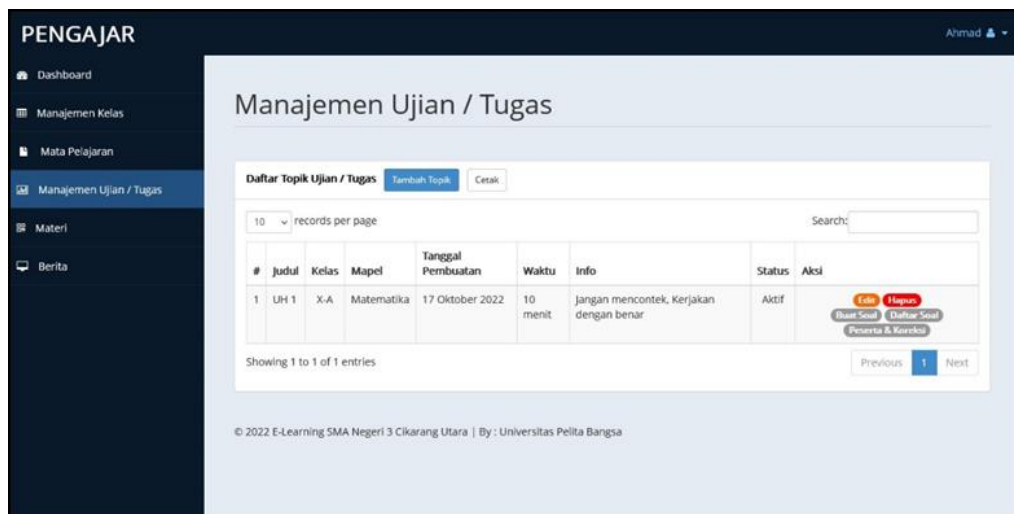 PENGAJAR
Ahmad
Dashboard
Manajemen Kelas
Mata Pelajaran
Manajemen Ujian / Tugas
Materi
Berita
Manajemen Ujian / Tugas
Daftar Topik Ujian / Tugas Tambah Topik Cetak
10 records per page Search:
# Judul Kelas Mapel Tanggal Pembuatan Waktu Info Status Aksi
1 UH 1 X-A Matematika 17 Oktober 2022 10 menit Jangan mencontek, Kerjakan dengan benar Aktif Edit Hapus
Buat Soal Daftar Soal
Peserta & Koreksi
Showing 1 to 1 of 1 entries Previous 1 Next
© 2022 E-Learning SMA Negeri 3 Cikarang Utara | By : Universitas Pelita Bangsa